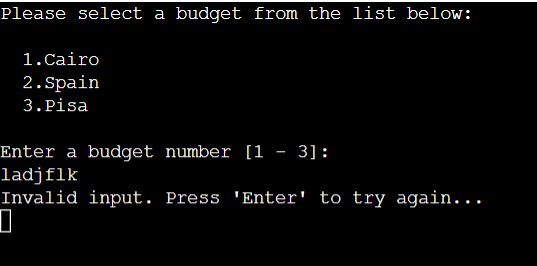 Please select a budget from the list below:
1.Cairo
2.Spain
3.Pisa
Enter a budget number [1 - 3]:
ladjflk
Invalid input. Press 'Enter' to try again...